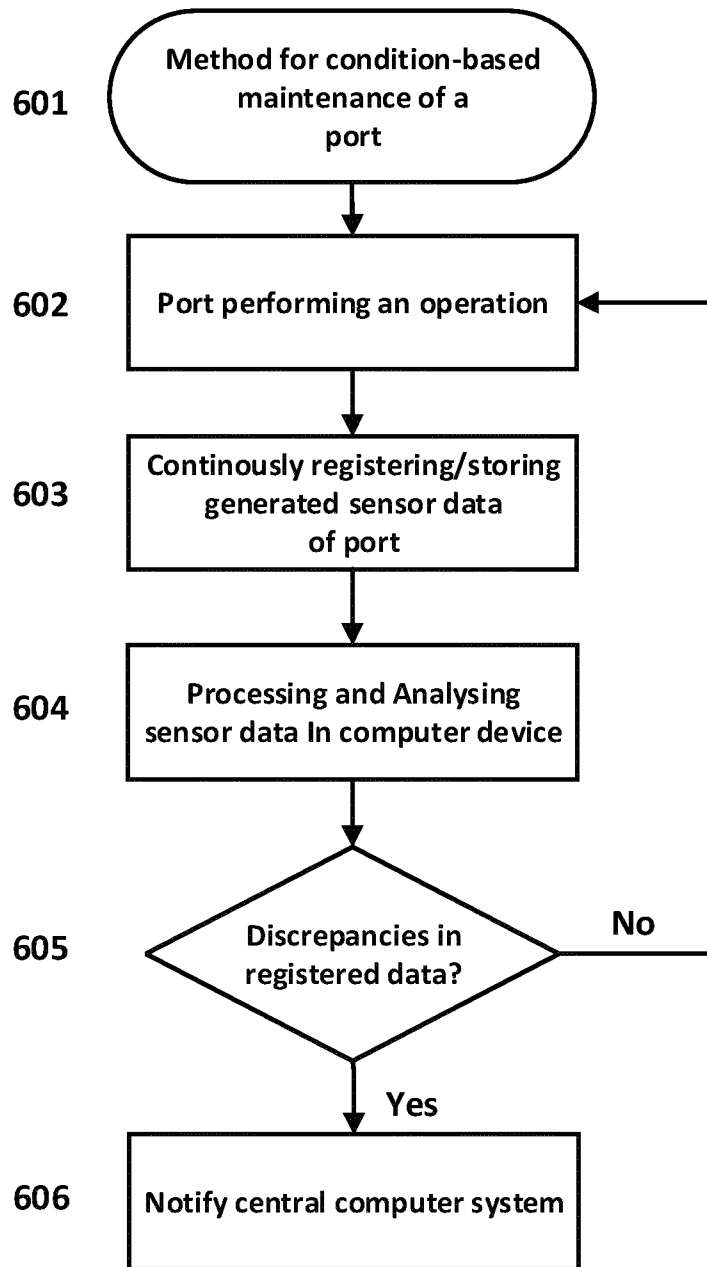 Method for condition-based
maintenance of a
port
601
602
Port performing an operation
Continously registering/storing
generated sensor data
of port
603
604
Processing and Analysing
sensor data In computer device
605
Discrepancies in
registered data?
No
Yes
606
Notify central computer system